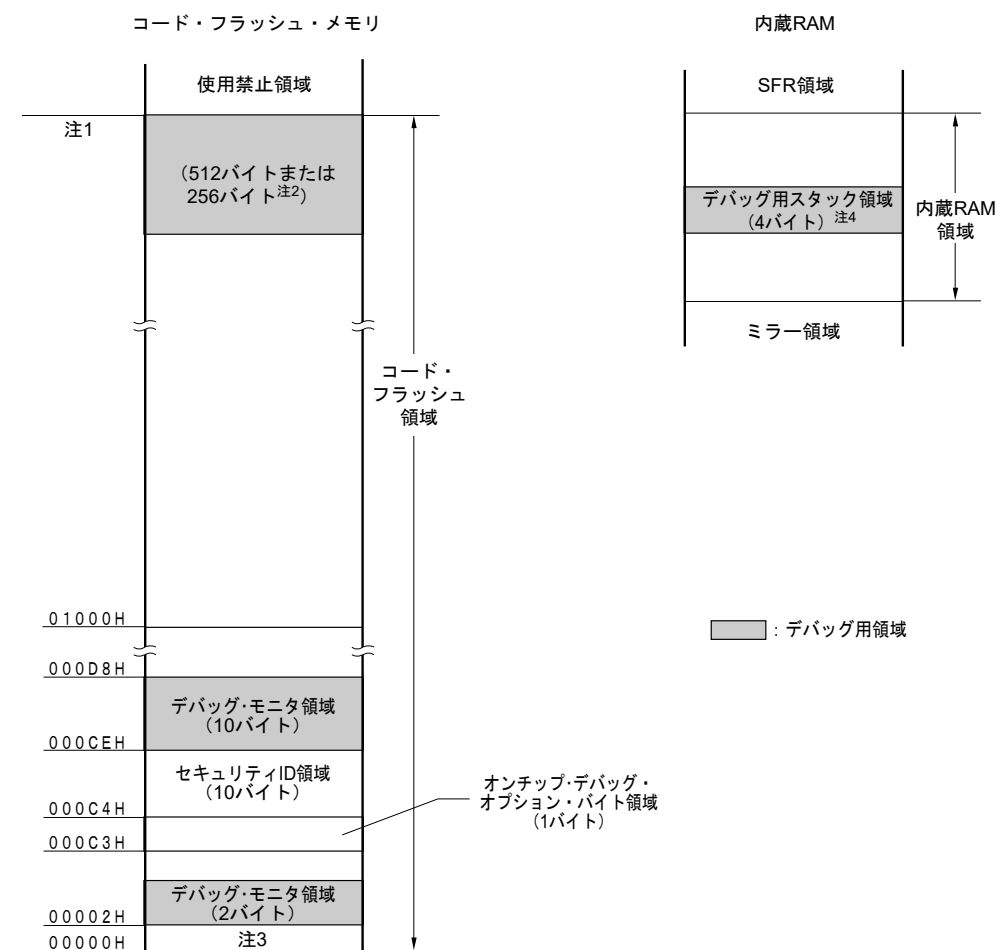 コード・フラッシュ・メモリ
使用禁止領域
注1
（512バイトまたは
256バイト注2）
コード・
フラッシュ
領域
01000H
000D8H
デバッグ・モニタ領域
（10バイト）
000CEH
セキュリティID領域
（10バイト）
000C4H
オンチップ・デバッグ・
オプション・バイト領域
（1バイト）
000C3H
デバッグ・モニタ領域
（2バイト）
00002H
注3
00000H
内蔵RAM
SFR領域
デバッグ用スタック領域
（4バイト）注4
内蔵RAM
領域
ミラー領域
：デバッグ用領域